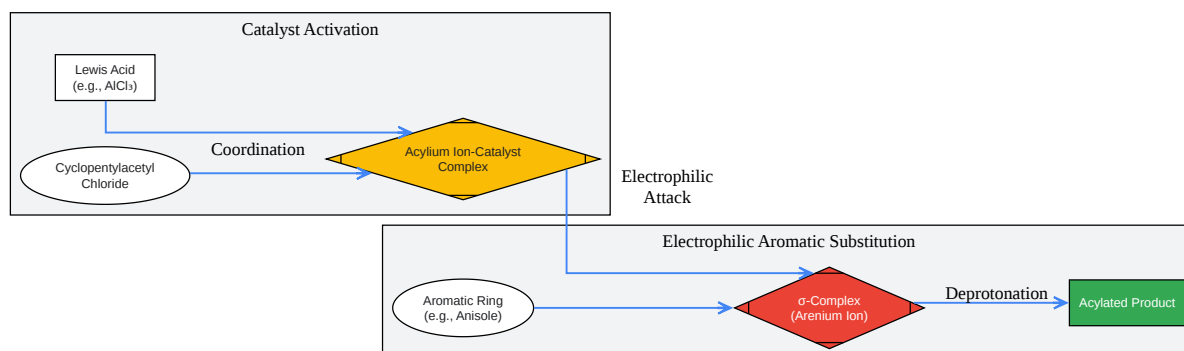 Catalyst Activation
Lewis Acid
(e.g., AlCl₃)
Coordination
Cyclopentylacetyl
Chloride
Acylium Ion-Catalyst
Complex
Electrophilic
Attack
Electrophilic Aromatic Substitution
Aromatic Ring
(e.g., Anisole)
σ-Complex
(Arenium Ion)
Deprotonation
Acylated Product